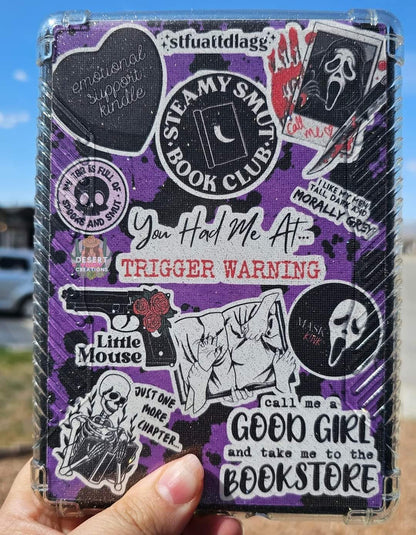 *stfuattdlagg*
emotional
support
kindle
STEAMY SMUT
BOOK CLUB
call me
MY TBR IS FULL OF
SPOOKS AND SMUT
I LIKE MY MEN
TALL, DARK AND
MORALLY GREY
DESERT
CREATIONS
You Had Me At...
TRIGGER WARNING
Little
Mouse
MASK
KINK
JUST ONE
MORE
CHAPTER
call me a
GOOD GIRL
and take me to the
BOOKSTORE